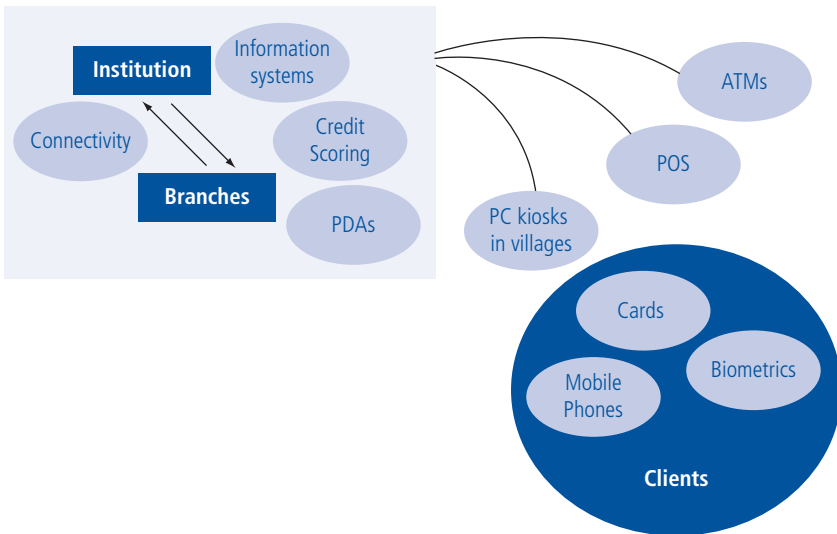 Institution
Information
systems
Connectivity
Credit
Scoring
Branches
PDAs
ATMs
POS
PC kiosks
in villages
Cards
Biometrics
Mobile
Phones
Clients